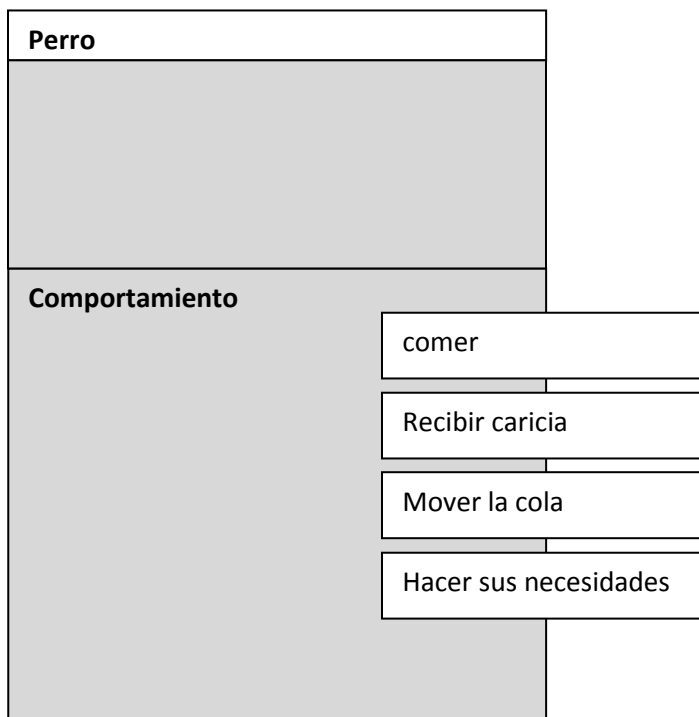 Perro
Comportamiento
comer
Recibir caricia
Mover la cola
Hacer sus necesidades